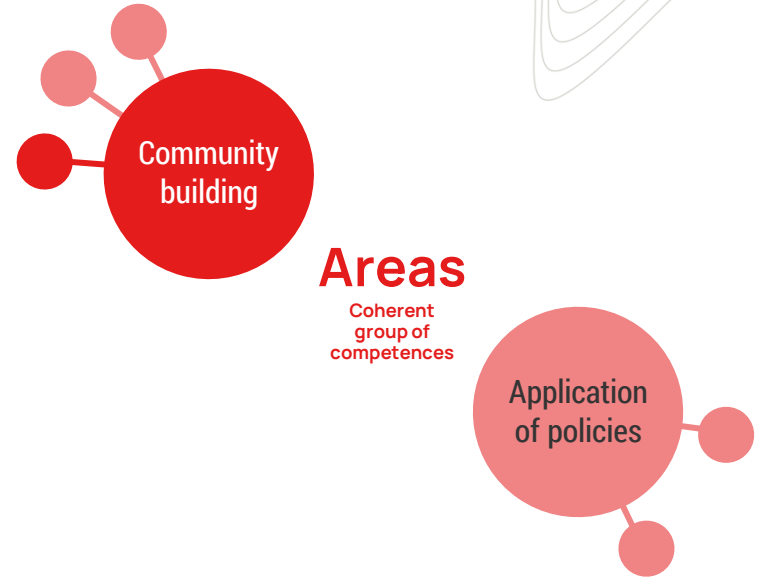 Community
building
Areas
Coherent
group of
competences
Application
of policies